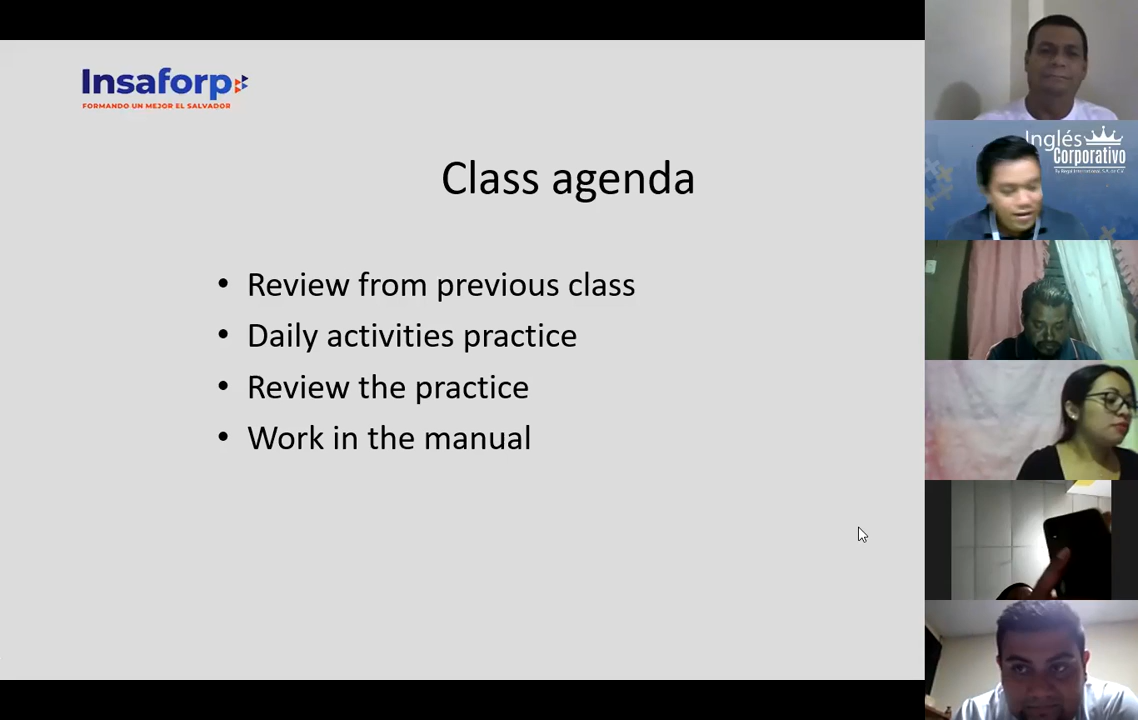 Insaforp
FORMANDO UN MEJOR EL SALVADOR
Class agenda
• Review from previous class
• Daily activities practice
• Review the practice
• Work in the manual
Inglés
Corporativo